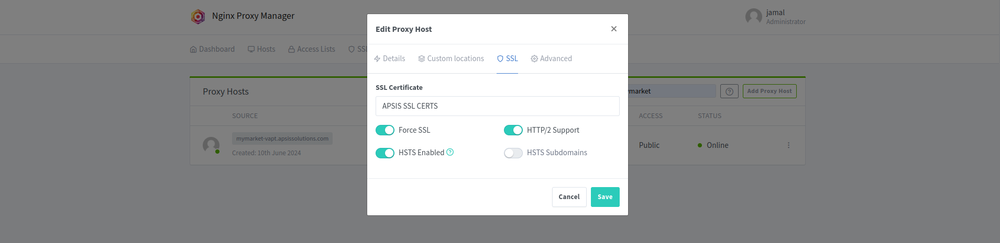 Nginx Proxy Manager
jamal
Administrator
Dashboard
Hosts
Access Lists
SSL
Edit Proxy Host
Details
Custom locations
SSL
Advanced
SSL Certificate
APSIS SSL CERTS
Force SSL
HTTP/2 Support
HSTS Enabled
HSTS Subdomains
Cancel
Save
Proxy Hosts
Add Proxy Host
SOURCE
ACCESS
STATUS
mymarket-vapt.apsissolutions.com
Created: 10th June 2024
Public
Online